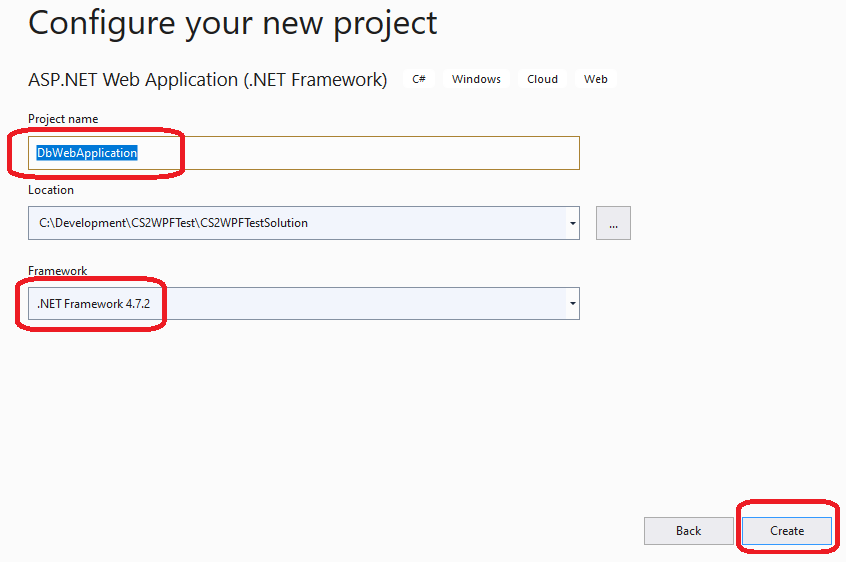 Configure your new project
ASP.NET Web Application (.NET Framework) C# Windows Cloud Web
Project name
DbWebApplication
Location
C:\Development\CS2WPFTest\CS2WPFTestSolution ...
Framework
.NET Framework 4.7.2
Back Create